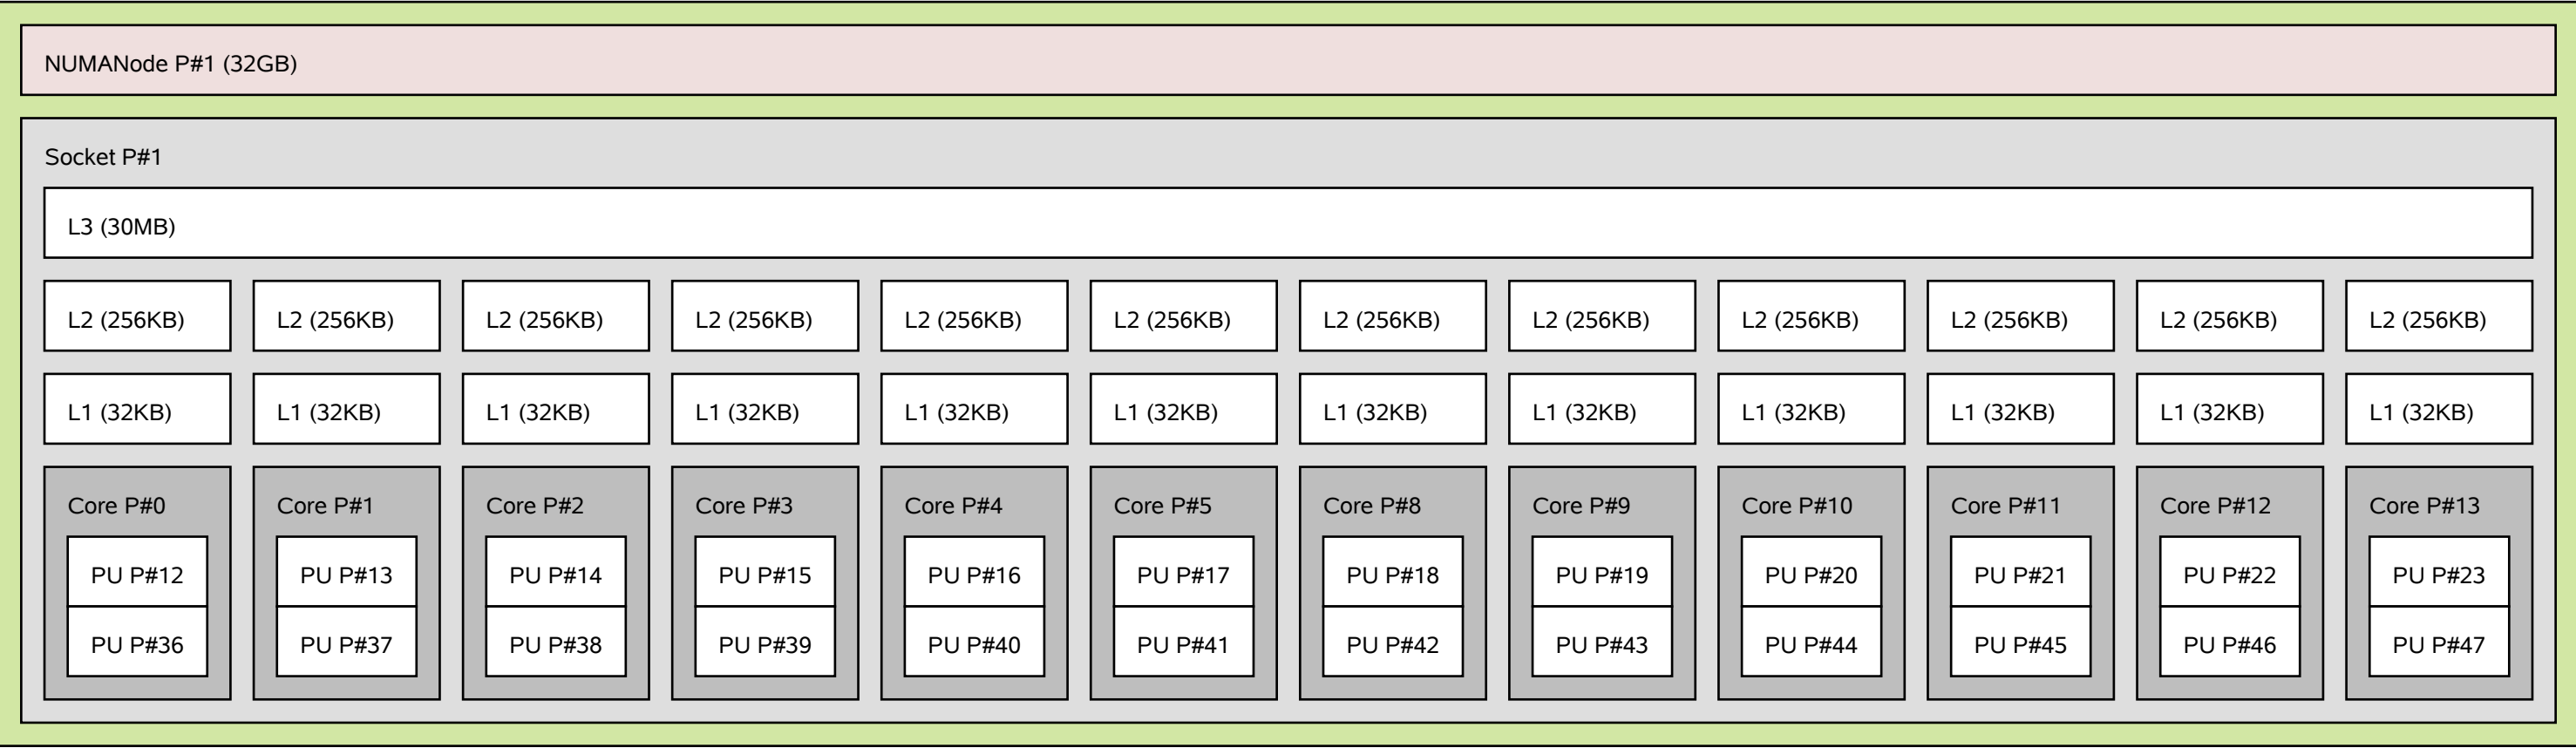 NUMANode P#1 (32GB)
Socket P#1
L3 (30MB)
L2 (256KB) L2 (256KB) L2 (256KB) L2 (256KB) L2 (256KB) L2 (256KB) L2 (256KB) L2 (256KB) L2 (256KB) L2 (256KB) L2 (256KB) L2 (256KB)
L1 (32KB) L1 (32KB) L1 (32KB) L1 (32KB) L1 (32KB) L1 (32KB) L1 (32KB) L1 (32KB) L1 (32KB) L1 (32KB) L1 (32KB) L1 (32KB)
Core P#0 Core P#1 Core P#2 Core P#3 Core P#4 Core P#5 Core P#8 Core P#9 Core P#10 Core P#11 Core P#12 Core P#13
PU P#12 PU P#13 PU P#14 PU P#15 PU P#16 PU P#17 PU P#18 PU P#19 PU P#20 PU P#21 PU P#22 PU P#23
PU P#36 PU P#37 PU P#38 PU P#39 PU P#40 PU P#41 PU P#42 PU P#43 PU P#44 PU P#45 PU P#46 PU P#47